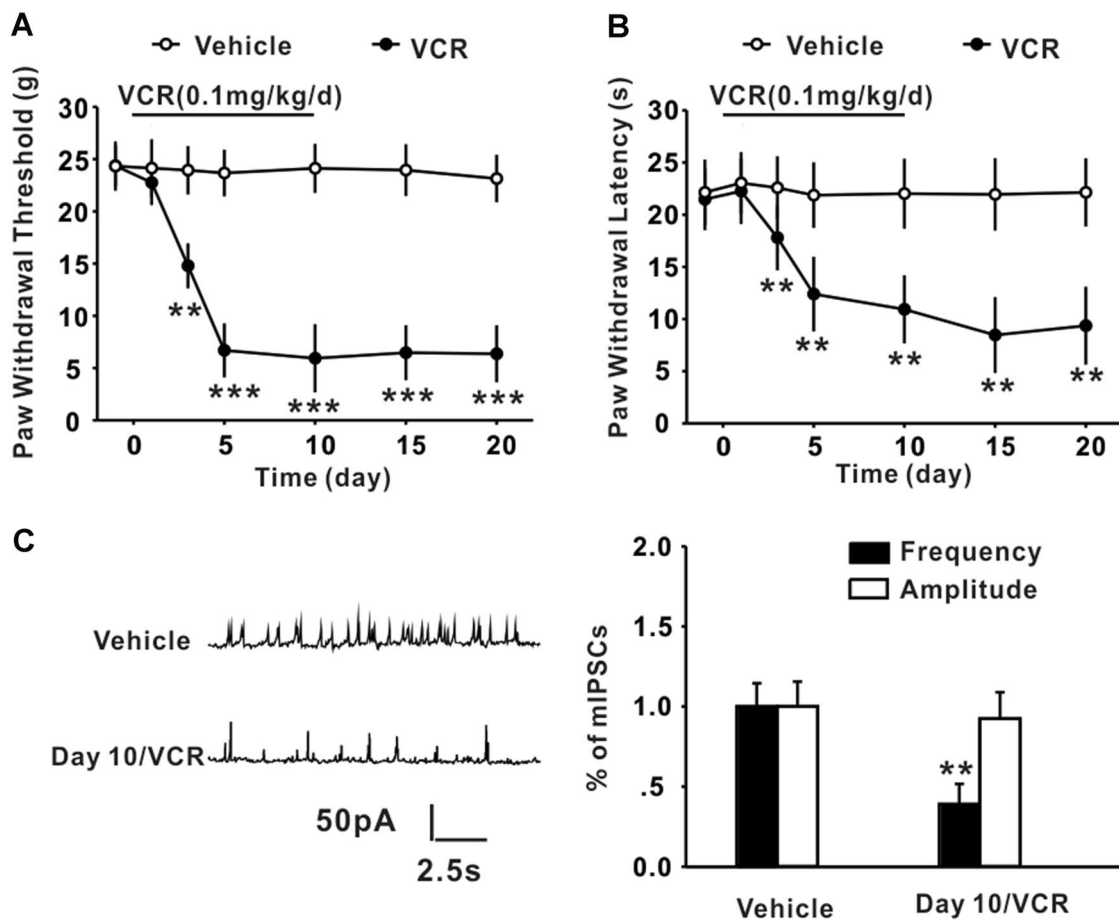 A
Vehicle
VCR
VCR(0.1mg/kg/d)
Paw Withdrawal Threshold (g)
30
25
20
15
10
5
0
**
***
***
***
***
0
5
10
15
20
Time (day)
B
Vehicle
VCR
VCR(0.1mg/kg/d)
Paw Withdrawal Latency (s)
30
25
20
15
10
5
0
**
**
**
**
**
0
5
10
15
20
Time (day)
C
Vehicle
Day 10/VCR
50pA
2.5s
Frequency
Amplitude
% of mIPSCs
2.0
1.5
1.0
.5
0.0
**
Vehicle
Day 10/VCR